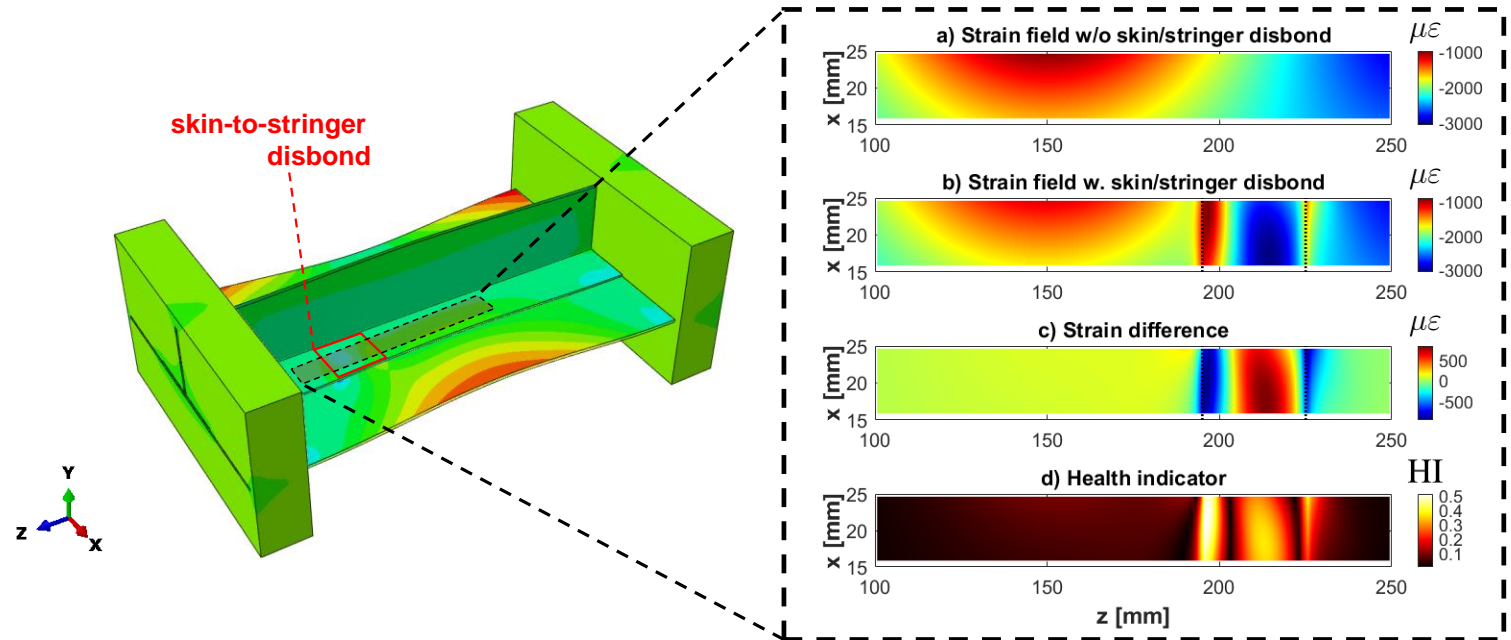 skin-to-stringer
disbond
Y
Z
X
a) Strain field w/o skin/stringer disbond
με
x [mm]
25
20
15
100
150
200
250
-1000
-2000
-3000
b) Strain field w. skin/stringer disbond
με
x [mm]
25
20
15
100
150
200
250
-1000
-2000
-3000
c) Strain difference
με
x [mm]
25
20
15
100
150
200
250
500
0
-500
d) Health indicator
HI
x [mm]
25
20
15
100
150
200
250
0.5
0.4
0.3
0.2
0.1
z [mm]